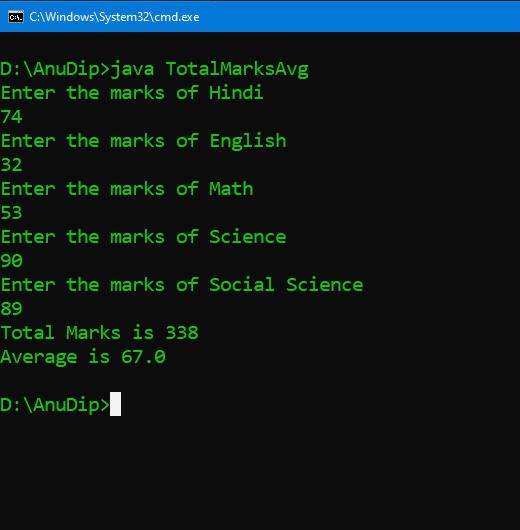 C:\Windows\System32\cmd.exe
D:\AnuDip>java TotalMarksAvg
Enter the marks of Hindi
74
Enter the marks of English
32
Enter the marks of Math
53
Enter the marks of Science
90
Enter the marks of Social Science
89
Total Marks is 338
Average is 67.0
D:\AnuDip>